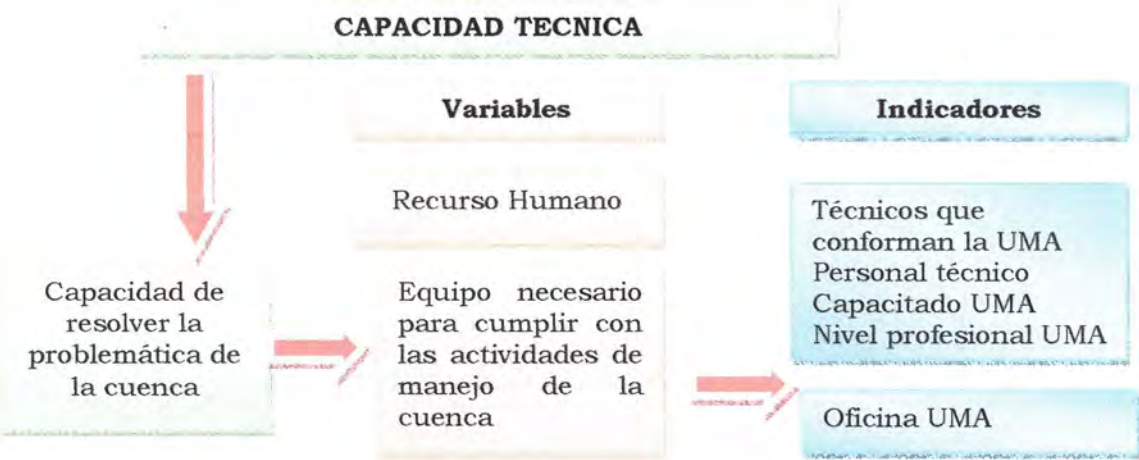 CAPACIDAD TECNICA
Variables
Indicadores
Recurso Humano
Técnicos que
conforman la UMA
Personal técnico
Capacitado UMA
Nivel profesional UMA
Capacidad de
resolver la
problemática de
la cuenca
Equipo necesario
para cumplir con
las actividades de
manejo de la
cuenca
Oficina UMA